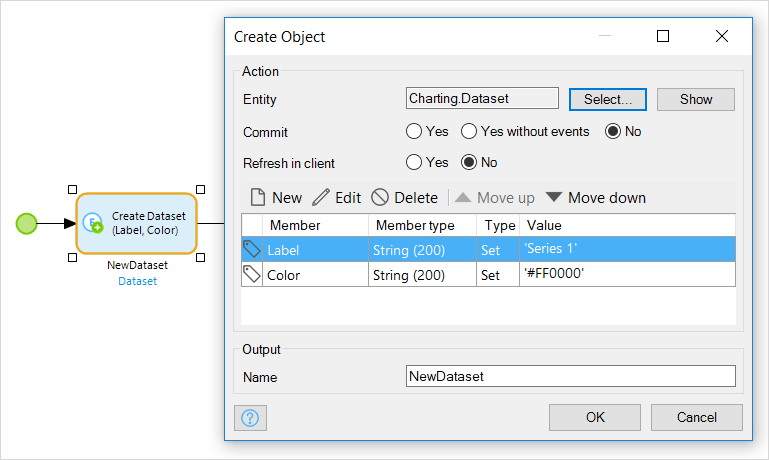 Create Object
Action
Entity Charting.Dataset Select... Show
Commit Yes Yes without events No
Refresh in client Yes No
New Edit Delete Move up Move down
Member Member type Type Value
Label String (200) Set 'Series 1'
Color String (200) Set '#FF0000'
Output
Name NewDataset
OK Cancel
Create Dataset
(Label, Color)
NewDataset
Dataset